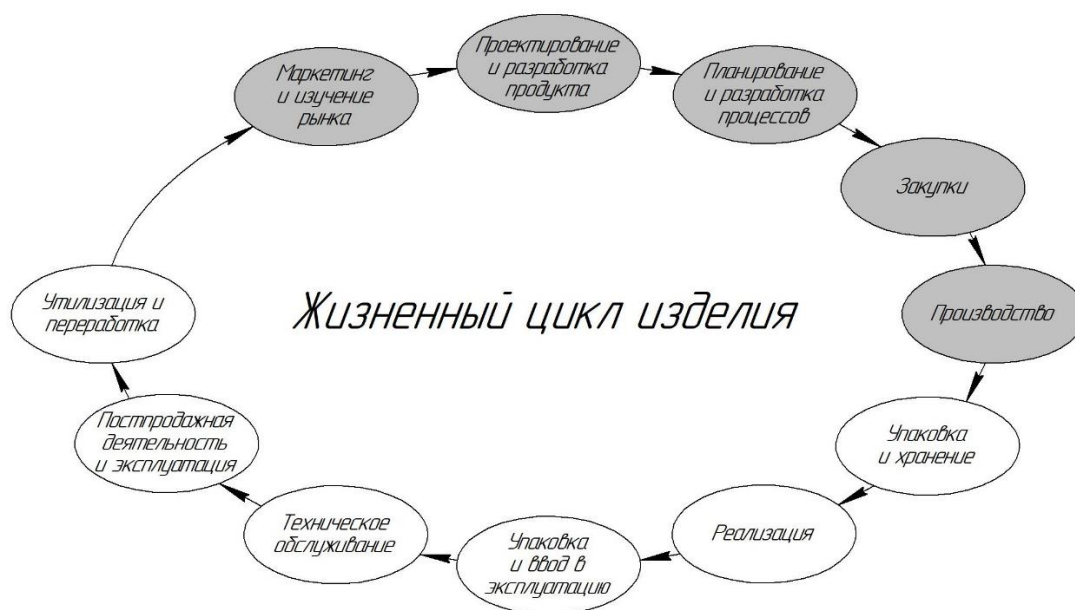 Маркетинг
и изучение
рынка
Проектирование
и разработка
продукта
Планирование
и разработка
процессов
Закупки
Производство
Упаковка
и хранение
Реализация
Упаковка
и ввод в
эксплуатацию
Техническое
обслуживание
Постпродажная
деятельность
и эксплуатация
Утилизация и
переработка
Жизненный цикл изделия